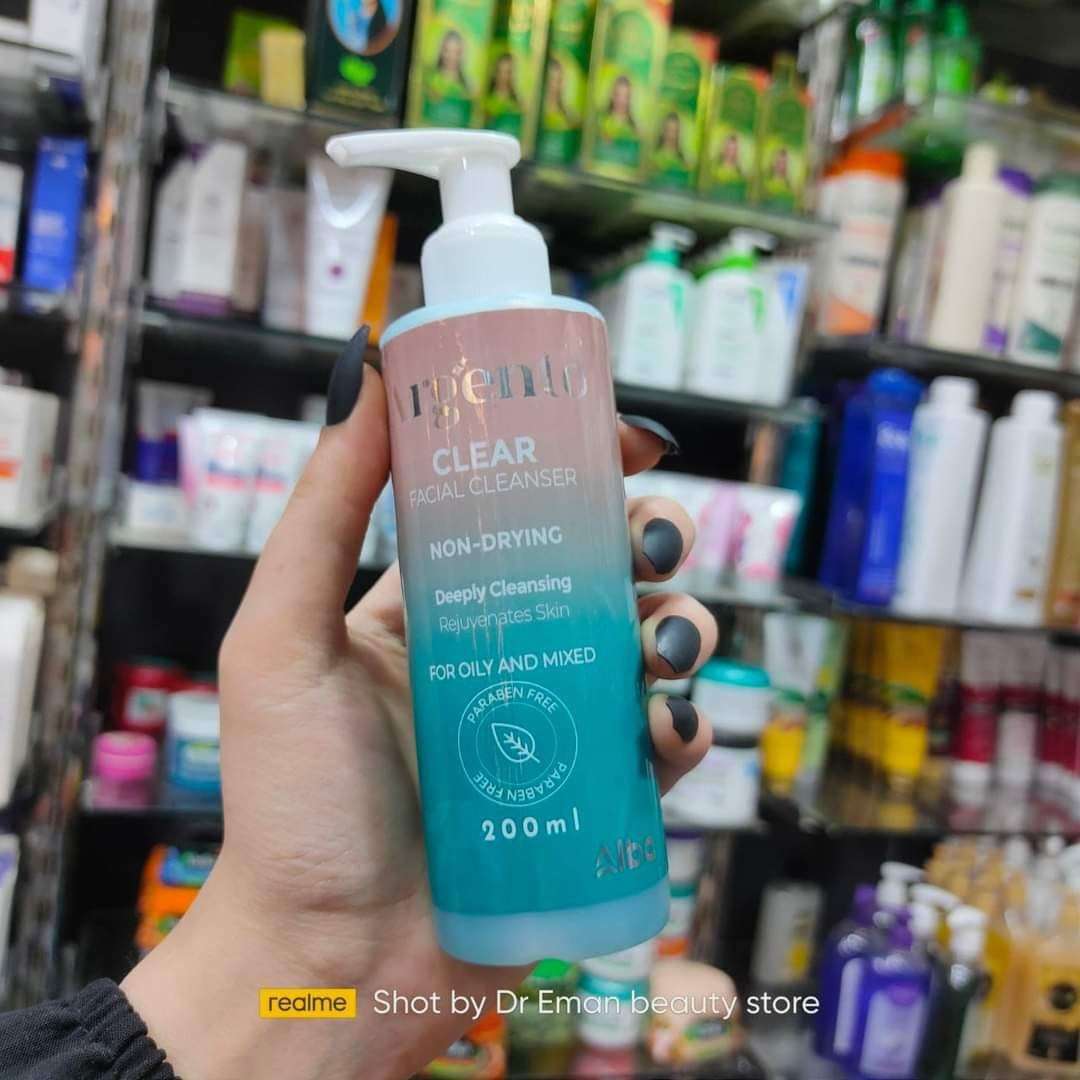 Argento
CLEAR
FACIAL CLEANSER
NON-DRYING
Deeply Cleansing
Rejuvenates Skin
FOR OILY AND MIXED
PARABEN FREE
PARABEN FREE
200ml
realme Shot by Dr Eman beauty store